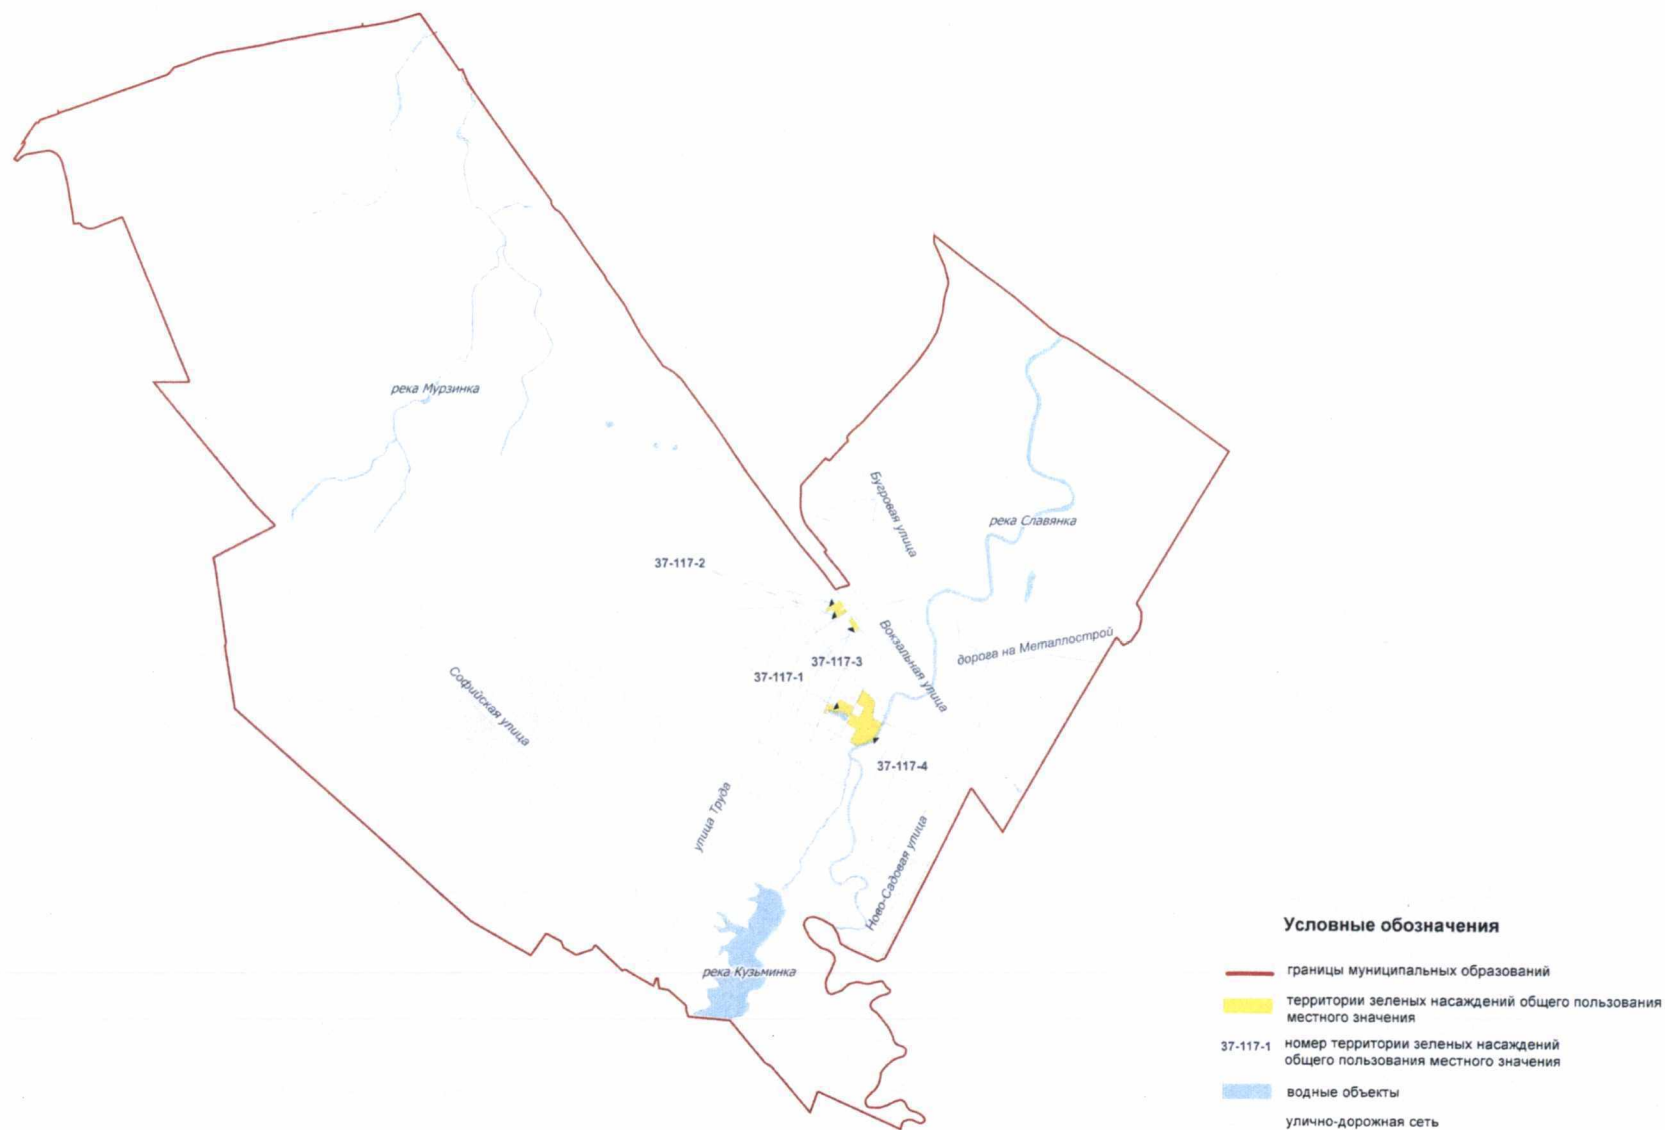 река Мурзинка
Бугровая улица
река Славянка
37-117-2
Вокзальная улица
дорога на Металлострой
37-117-3
37-117-1
Софийская улица
37-117-4
улица Труда
Ново-Садовая улица
река Кузьминка
Условные обозначения
границы муниципальных образований
территории зеленых насаждений общего пользования
местного значения
37-117-1 номер территории зеленых насаждений
общего пользования местного значения
водные объекты
улично-дорожная сеть